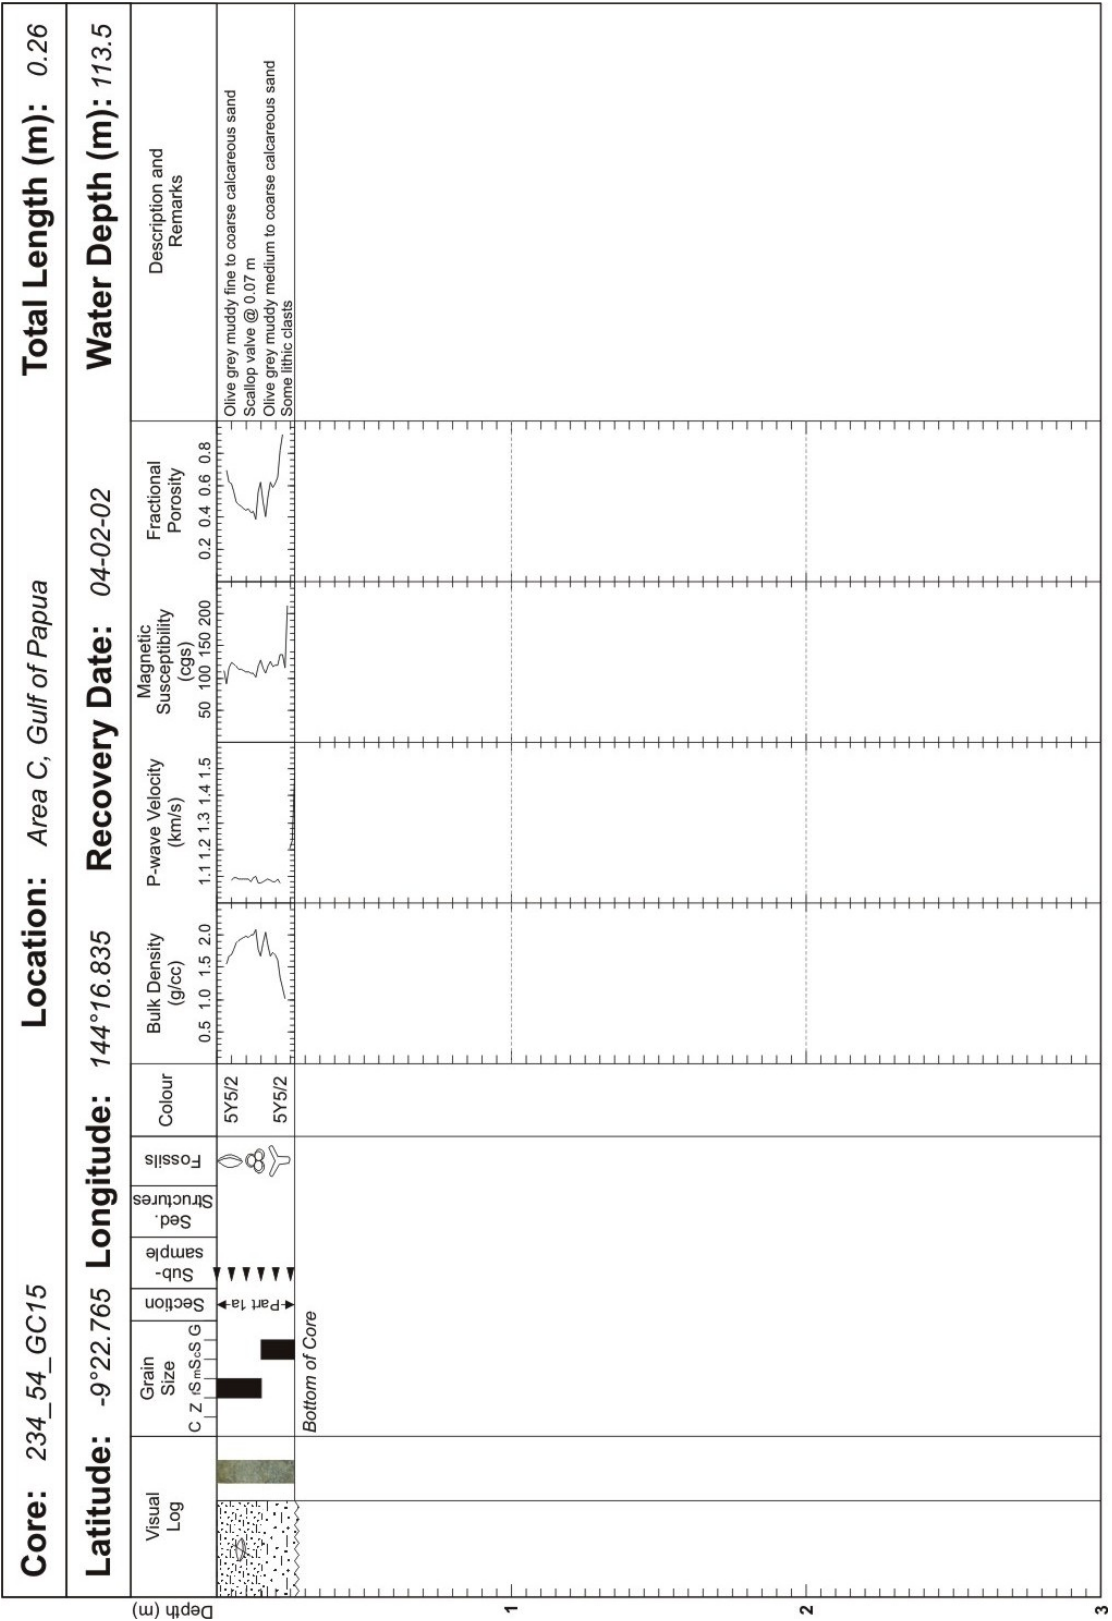 Core: 234_54_GC15 Location: Area C, Gulf of Papua Total Length (m): 0.26
Latitude: -9°22.765 Longitude: 144°16.835 Recovery Date: 04-02-02 Water Depth (m): 113.5
Depth (m)
Visual
Log
Grain
Size
C Z fS mS cS G
Section
Sub-
sample
Sed.
Structures
Fossils
Colour
Bulk Density
(g/cc)
0.5 1.0 1.5 2.0
P-wave Velocity
(km/s)
1.1 1.2 1.3 1.4 1.5
Magnetic
Susceptibility
(cgs)
50 100 150 200
Fractional
Porosity
0.2 0.4 0.6 0.8
Description and
Remarks
Part 1a
5Y5/2
5Y5/2
Olive grey muddy fine to coarse calcareous sand
Scallop valve @ 0.07 m
Olive grey muddy medium to coarse calcareous sand
Some lithic clasts
Bottom of Core
1
2
3